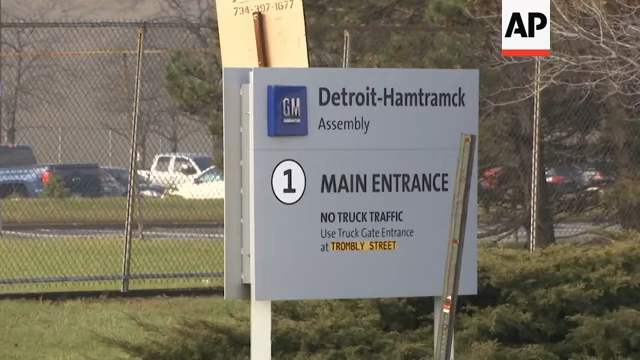 734-397-1677
AP
GM
Detroit-Hamtramck
Assembly
1 MAIN ENTRANCE
NO TRUCK TRAFFIC
Use Truck Gate Entrance
at TROMBLY STREET